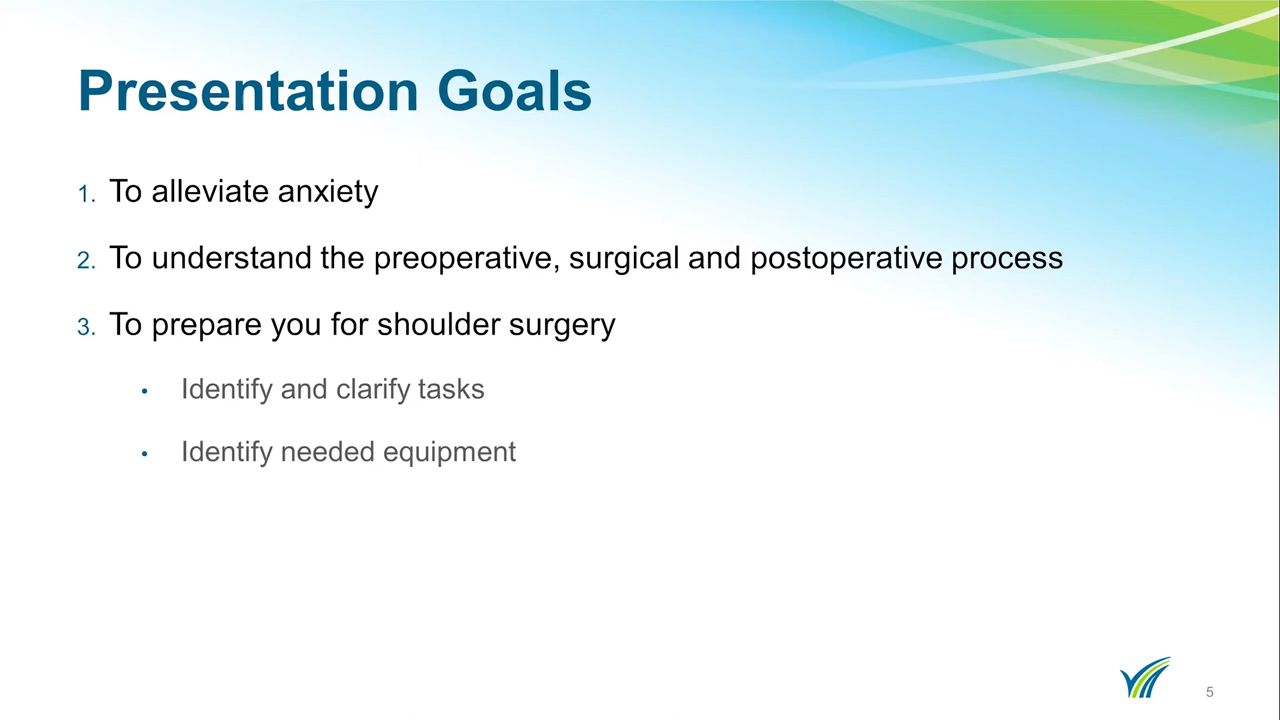 Presentation Goals
1. To alleviate anxiety
2. To understand the preoperative, surgical and postoperative process
3. To prepare you for shoulder surgery
• Identify and clarify tasks
• Identify needed equipment
5